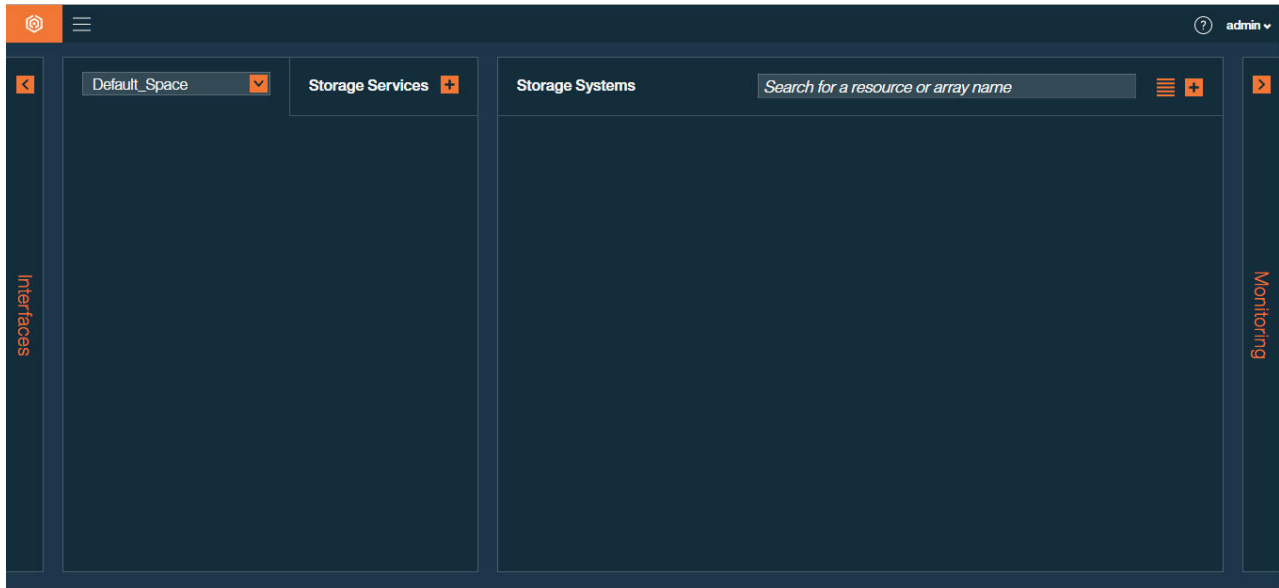 admin
Default_Space
Storage Services
Storage Systems
Search for a resource or array name
Interfaces
Monitoring